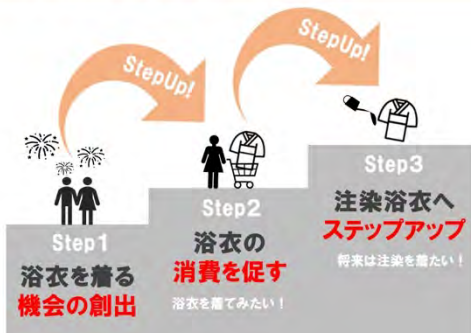 StepUp!
StepUp!
Step1
浴衣を着る
機会の創出
Step2
浴衣の
消費を促す
浴衣を着てみたい！
Step3
注染浴衣へ
ステップアップ
将来は注染を着たい！